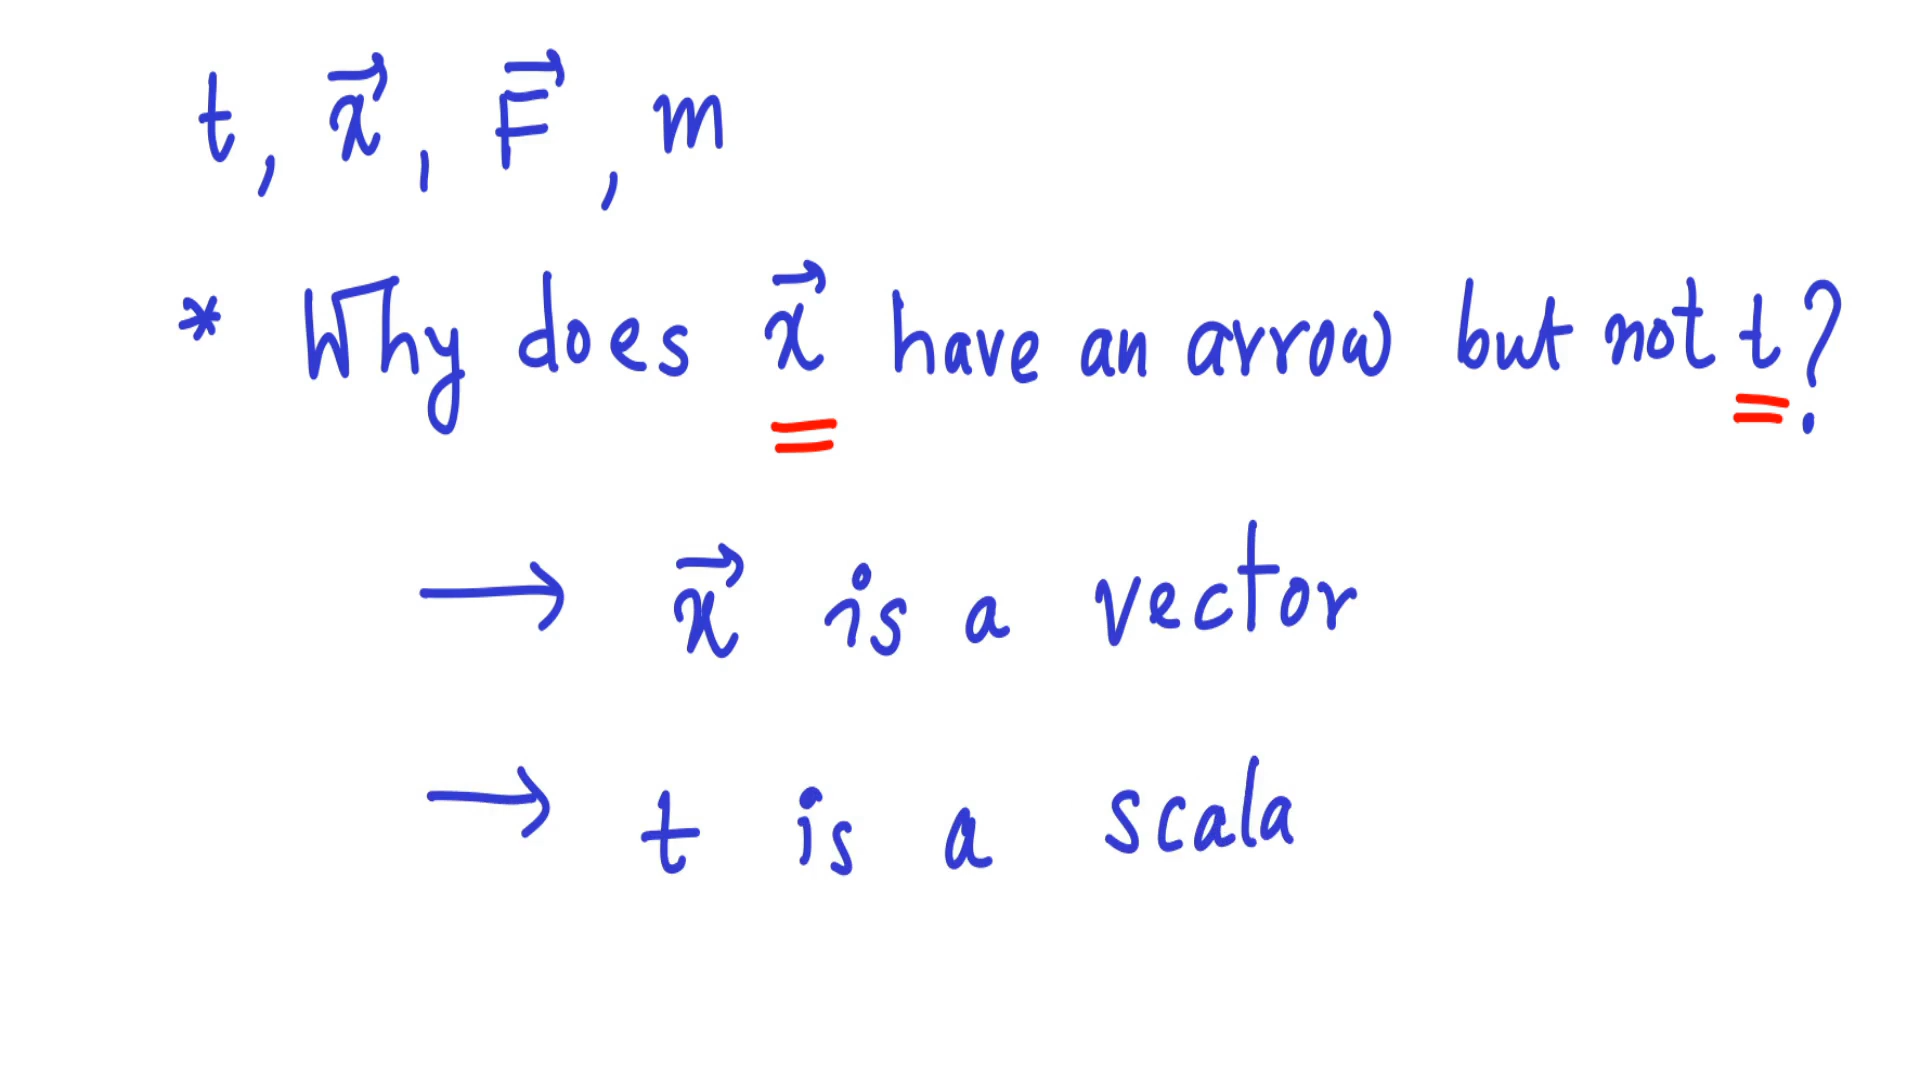 t, x⃗, F⃗, m
* Why does x⃗ have an arrow but not t?
→ x⃗ is a vector
→ t is a scala